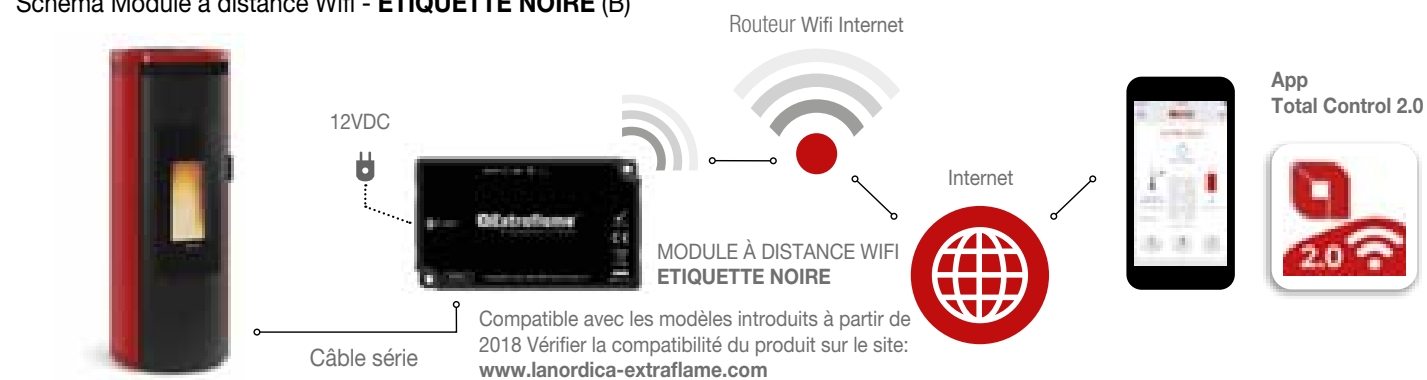 Schéma Module à distance Wifi - ETIQUETTE NOIRE (B)
Routeur Wifi Internet
App
Total Control 2.0
12VDC
Internet
Extraflame
MODULE À DISTANCE WIFI
ETIQUETTE NOIRE
2.0
Câble série
Compatible avec les modèles introduits à partir de
2018 Vérifier la compatibilité du produit sur le site:
www.lanordica-extraflame.com